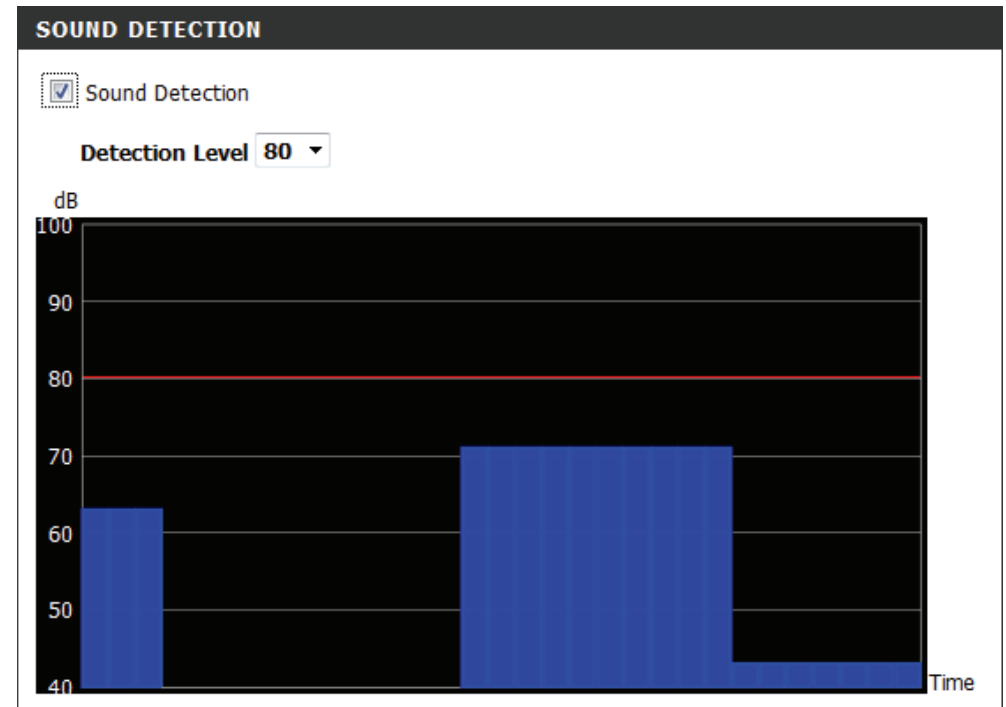 SOUND DETECTION
Sound Detection
Detection Level 80
dB
100
90
80
70
60
50
40
Time